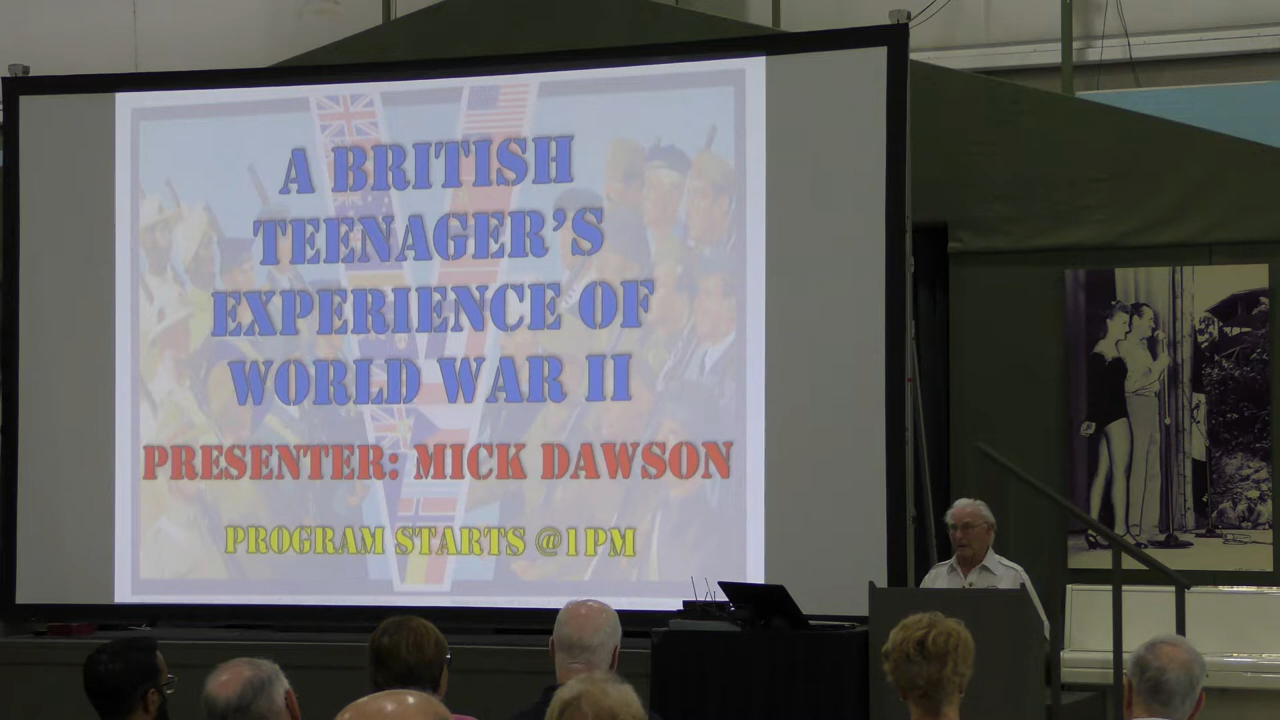 A BRITISH
TEENAGER'S
EXPERIENCE OF
WORLD WAR II
PRESENTER: MICK DAWSON
PROGRAM STARTS @1PM